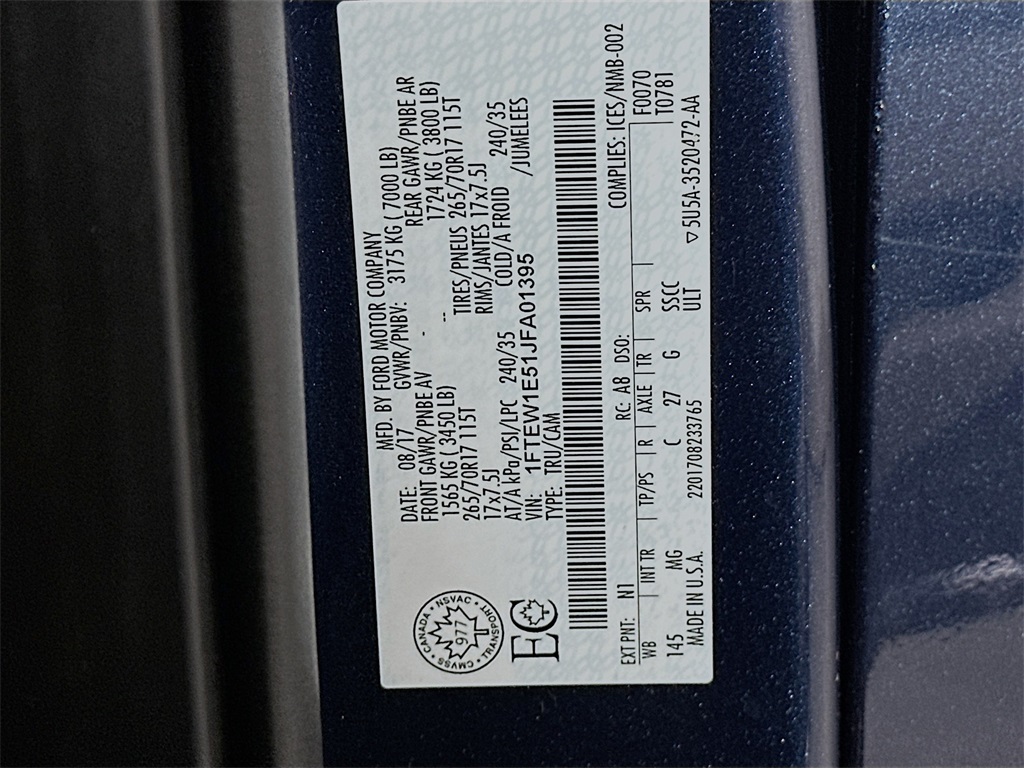 MFD. BY FORD MOTOR COMPANY
DATE: 08/17 GVWR/PNBV: 3175 KG ( 7000 LB)
FRONT GAWR/PNBE AV - REAR GAWR/PNBE AR
1565 KG ( 3450 LB) -- 1724 KG ( 3800 LB)
265/70R17 115T TIRES/PNEUS 265/70R17 115T
17x7.5J RIMS/JANTES 17x7.5J
AT/A kPa/PSI/LPC 240/35 COLD/A FROID 240/35
VIN: 1FTEW1E51JFA01395 /JUMELEES
TYPE: TRU/CAM
CMVSS • CANADA • NSVAC • TRANSPORT
977 T
EC
EXT PNT: N1 RC: A8 DSO: COMPLIES: ICES/NMB-002
WB | INT TR | TP/PS | R | AXLE | TR | SPR | F0070
145 MG C 27 G SSCC T0781
ULT
MADE IN U.S.A. 2201708233765 ▽5U5A-3520472-AA